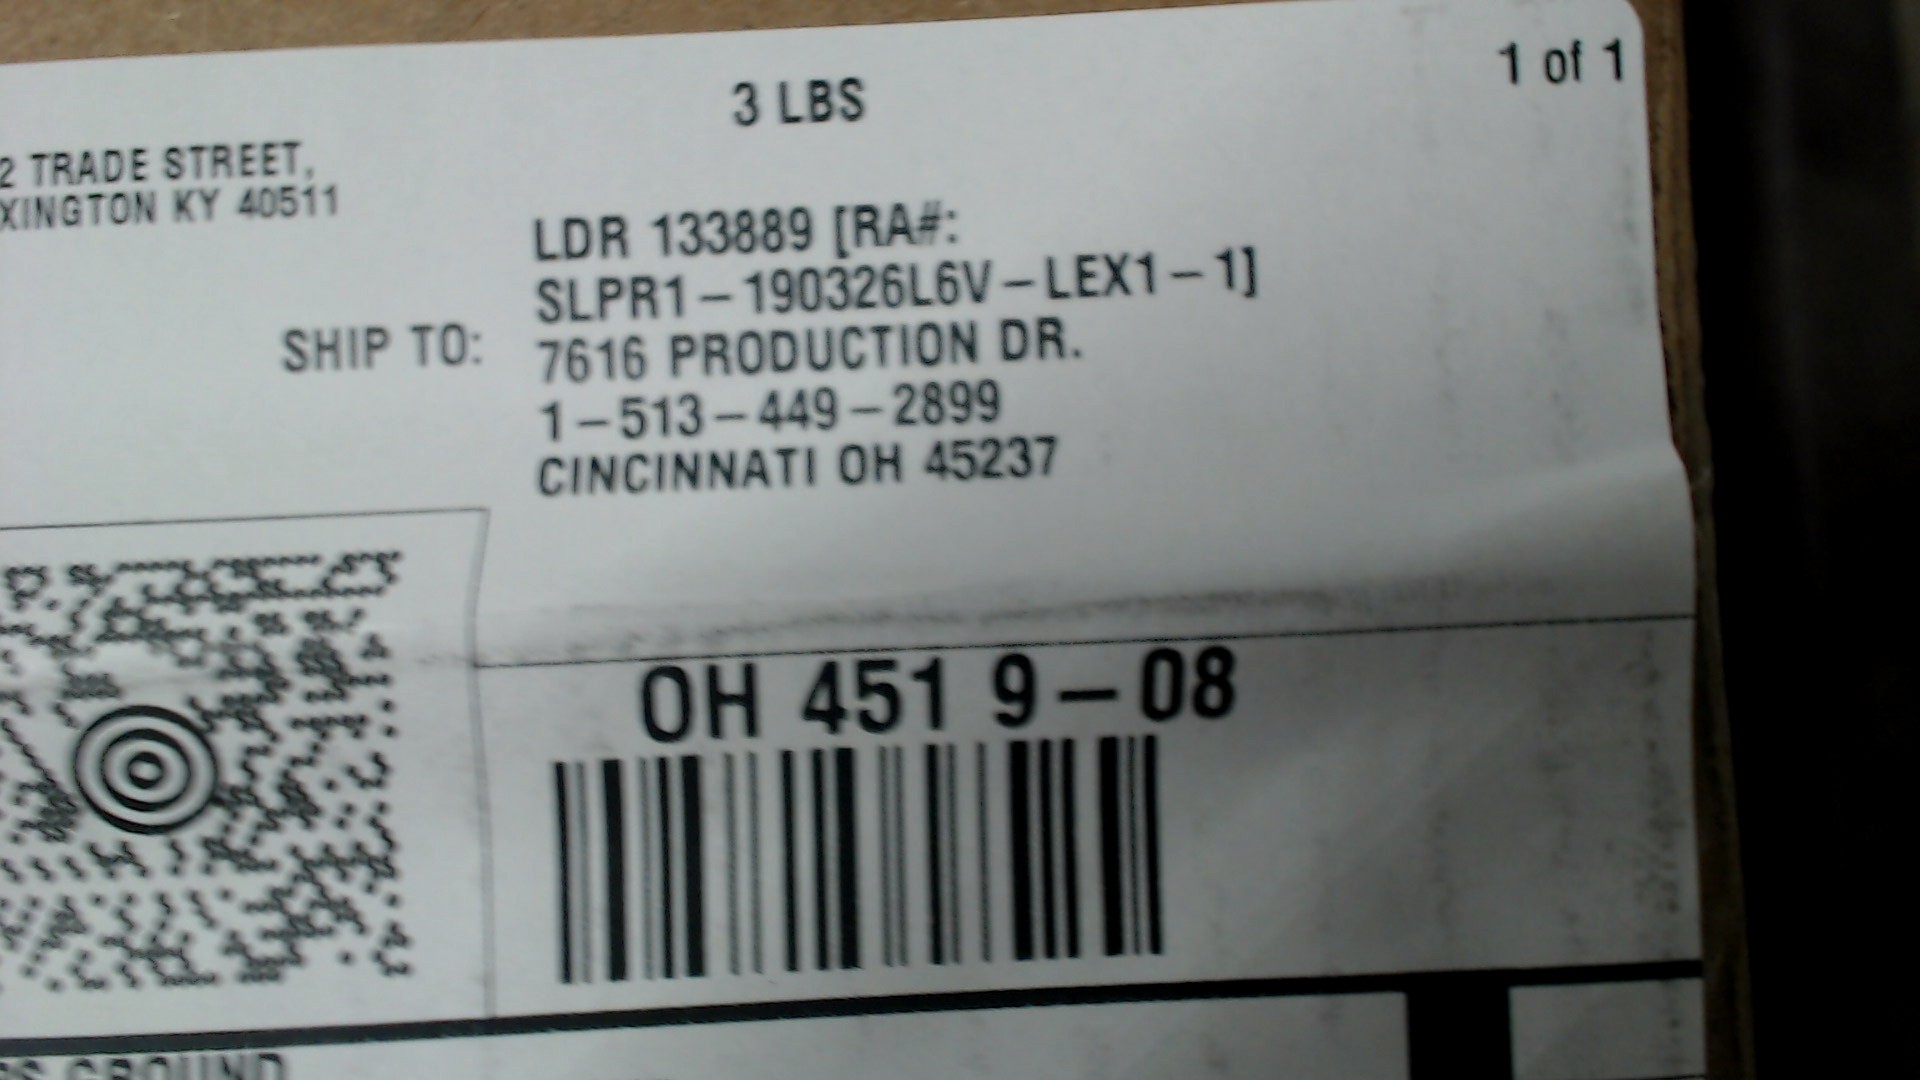 1 of 1
3 LBS
2 TRADE STREET,
XINGTON KY 40511
LDR 133889 [RA#:
SLPR1-190326L6V-LEX1-1]
SHIP TO: 7616 PRODUCTION DR.
1-513-449-2899
CINCINNATI OH 45237
OH 451 9-08
GROUND